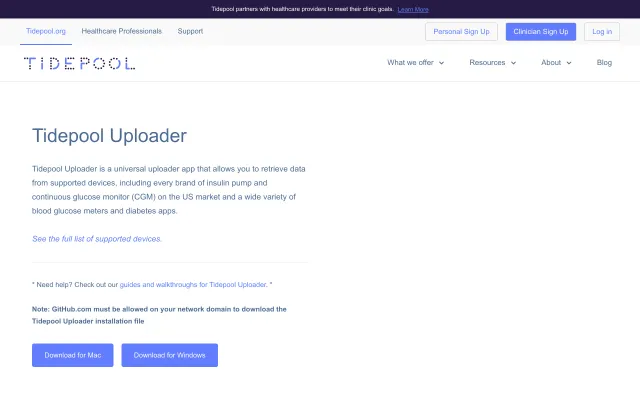 Tidepool partners with healthcare providers to meet their clinic goals. Learn More
Tidepool.org Healthcare Professionals Support
Personal Sign Up Clinician Sign Up Log in
TIDEPOOL
What we offer Resources About Blog
Tidepool Uploader
Tidepool Uploader is a universal uploader app that allows you to retrieve data
from supported devices, including every brand of insulin pump and
continuous glucose monitor (CGM) on the US market and a wide variety of
blood glucose meters and diabetes apps.
See the full list of supported devices.
* Need help? Check out our guides and walkthroughs for Tidepool Uploader. *
Note: GitHub.com must be allowed on your network domain to download the
Tidepool Uploader installation file
Download for Mac Download for Windows